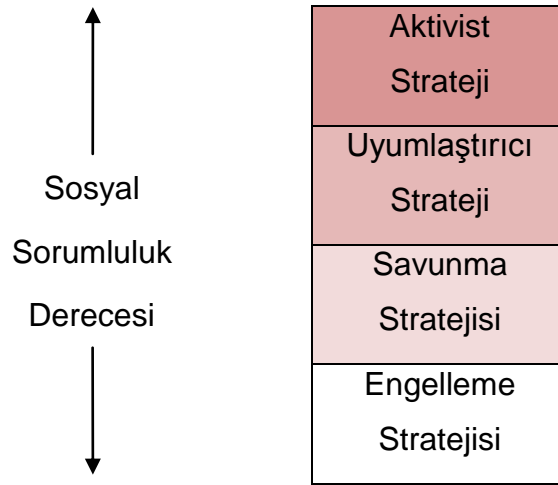 Sosyal
Sorumluluk
Derecesi
Aktivist
Strateji
Uyumlaştırıcı
Strateji
Savunma
Stratejisi
Engelleme
Stratejisi